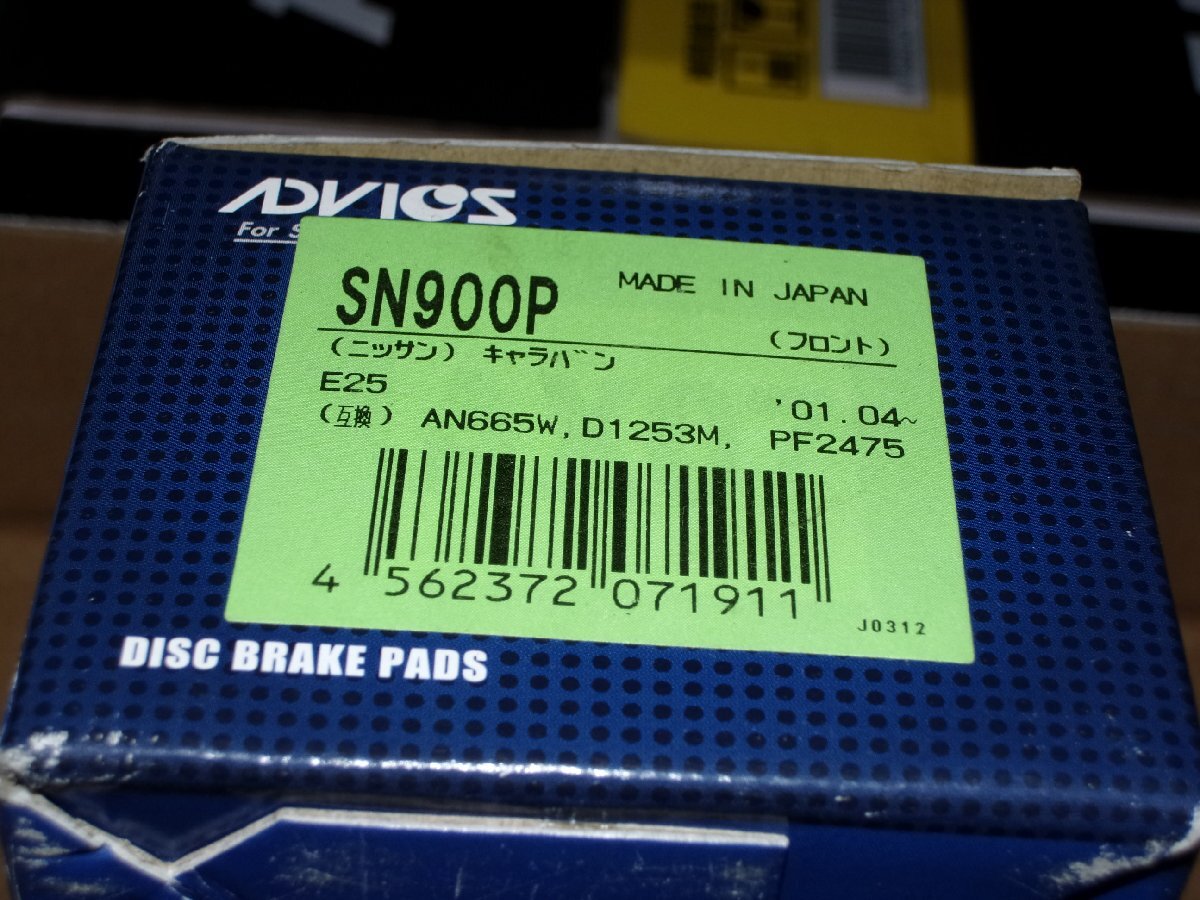 ADVICS
For
SN900P
MADE IN JAPAN
(ニッサン) キャラバン (フロント)
E25 '01.04~
(互換) AN665W, D1253M, PF2475
4 562372 071911
J0312
DISC BRAKE PADS